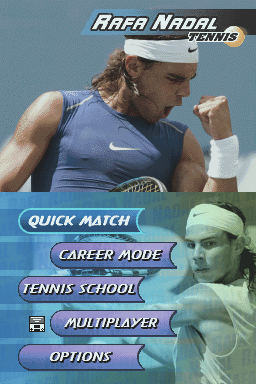 RAFA NADAL
TENNIS
QUICK MATCH
CAREER MODE
TENNIS SCHOOL
MULTIPLAYER
OPTIONS